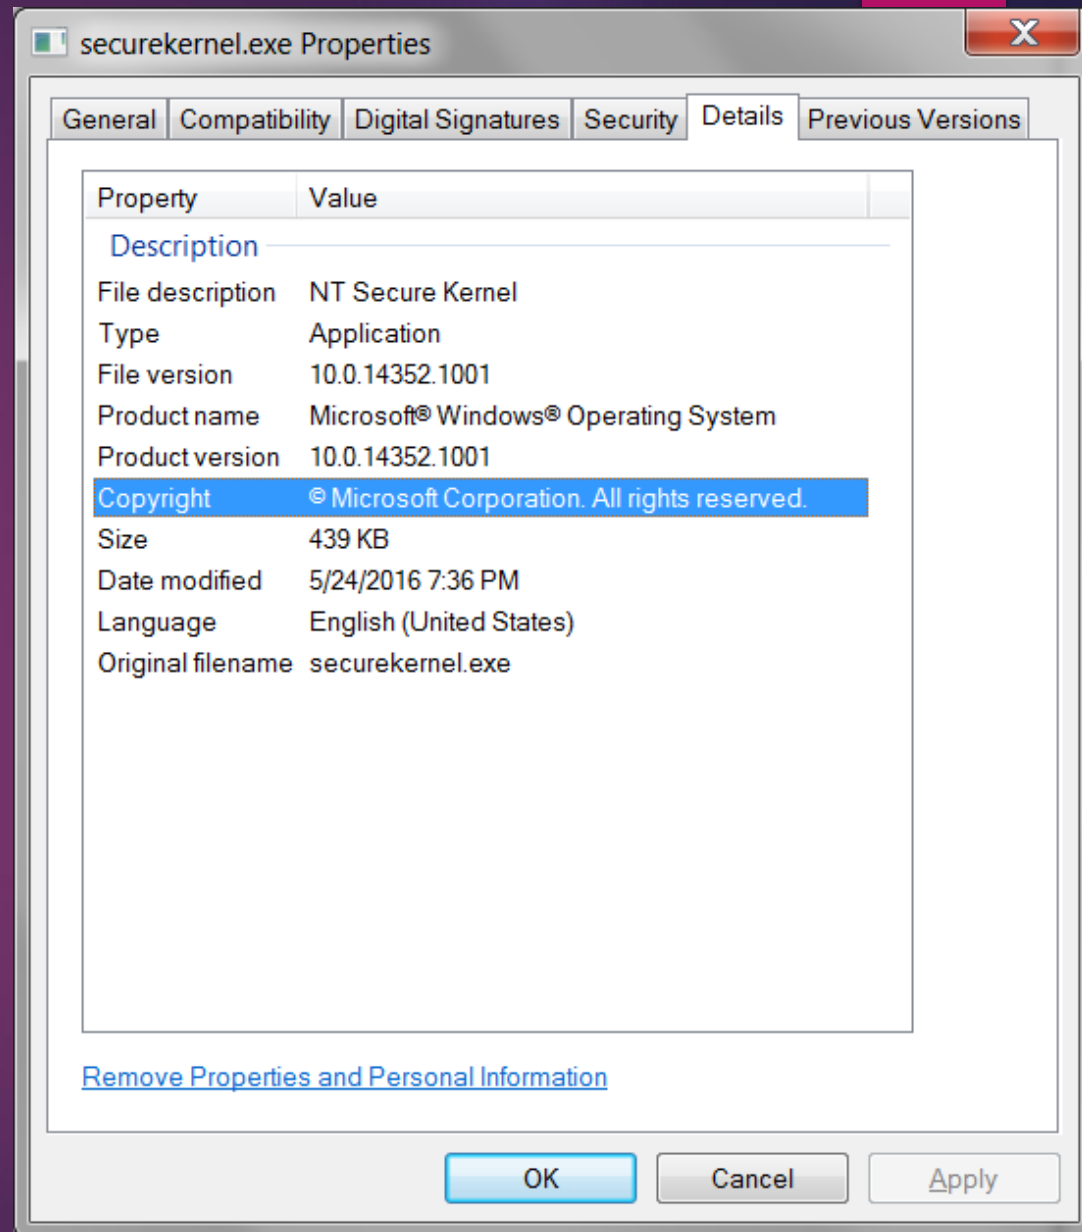 securekernel.exe Properties
General Compatibility Digital Signatures Security Details Previous Versions
Property Value
Description
File description NT Secure Kernel
Type Application
File version 10.0.14352.1001
Product name Microsoft® Windows® Operating System
Product version 10.0.14352.1001
Copyright © Microsoft Corporation. All rights reserved.
Size 439 KB
Date modified 5/24/2016 7:36 PM
Language English (United States)
Original filename securekernel.exe
Remove Properties and Personal Information
OK Cancel Apply